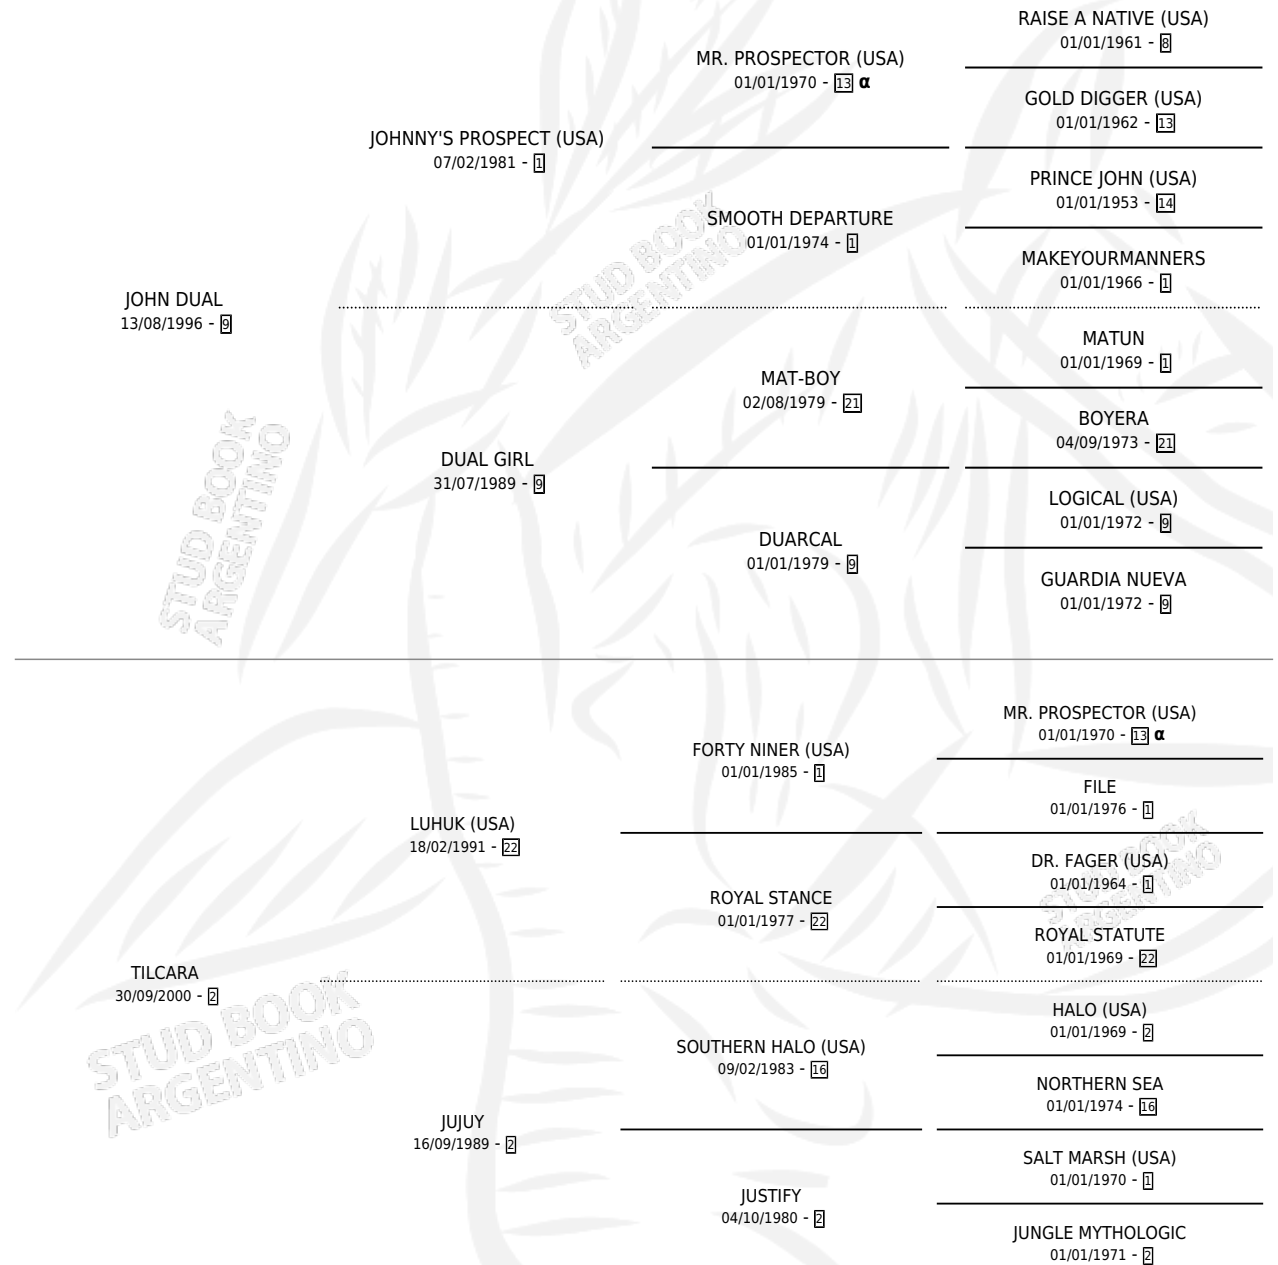 RAISE A NATIVE (USA)
01/01/1961 - 8
MR. PROSPECTOR (USA)
01/01/1970 - 13 α
GOLD DIGGER (USA)
01/01/1962 - 13
JOHNNY'S PROSPECT (USA)
07/02/1981 - 1
PRINCE JOHN (USA)
01/01/1953 - 14
SMOOTH DEPARTURE
01/01/1974 - 1
MAKEYOURMANNERS
01/01/1966 - 1
JOHN DUAL
13/08/1996 - 9
MATUN
01/01/1969 - 1
MAT-BOY
02/08/1979 - 21
BOYERA
04/09/1973 - 21
DUAL GIRL
31/07/1989 - 9
LOGICAL (USA)
01/01/1972 - 9
DUARCAL
01/01/1979 - 9
GUARDIA NUEVA
01/01/1972 - 9
STUD BOOK
ARGENTINO
STUD BOOK
ARGENTINO
MR. PROSPECTOR (USA)
01/01/1970 - 13 α
FORTY NINER (USA)
01/01/1985 - 1
FILE
01/01/1976 - 1
LUHUK (USA)
18/02/1991 - 22
DR. FAGER (USA)
01/01/1964 - 1
ROYAL STANCE
01/01/1977 - 22
ROYAL STATUTE
01/01/1969 - 22
TILCARA
30/09/2000 - 2
HALO (USA)
01/01/1969 - 2
SOUTHERN HALO (USA)
09/02/1983 - 16
NORTHERN SEA
01/01/1974 - 16
JUJUY
16/09/1989 - 2
SALT MARSH (USA)
01/01/1970 - 1
JUSTIFY
04/10/1980 - 2
JUNGLE MYTHOLOGIC
01/01/1971 - 2
STUD BOOK
ARGENTINO
STUD BOOK
ARGENTINO